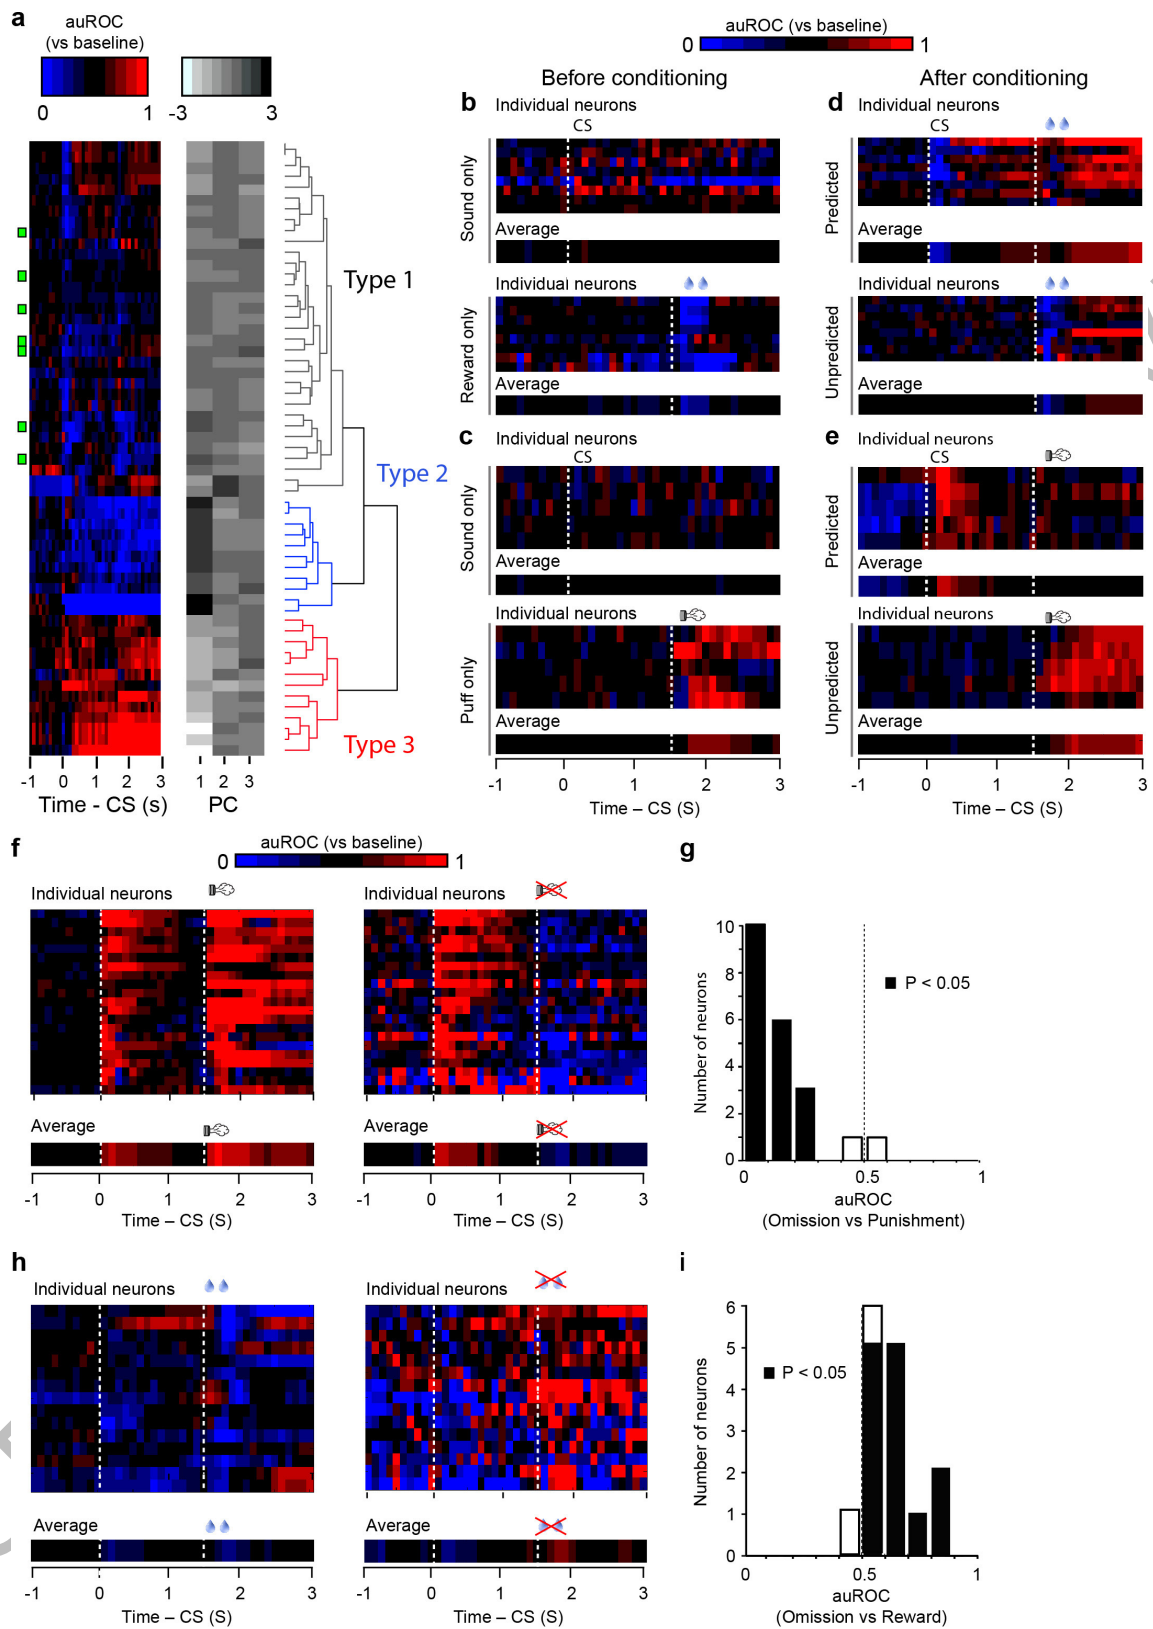 a
auROC
(vs baseline)
0 1
-3 3
Type 1
Type 2
Type 3
-1 0 1 2 3
Time - CS (s)
1 2 3
PC
auROC (vs baseline)
0 1
Before conditioning
After conditioning
b
Individual neurons
CS
Sound only
Average
Individual neurons
Reward only
Average
c
Individual neurons
CS
Sound only
Average
Individual neurons
Puff only
Average
-1 0 1 2 3
Time – CS (S)
d
Individual neurons
CS
Predicted
Average
Individual neurons
Unpredicted
Average
e
Individual neurons
CS
Predicted
Average
Individual neurons
Unpredicted
Average
-1 0 1 2 3
Time – CS (S)
f
auROC (vs baseline)
0 1
Individual neurons
Average
-1 0 1 2 3
Time – CS (S)
Individual neurons
Average
-1 0 1 2 3
Time – CS (S)
g
Number of neurons
10
8
6
4
2
0
P < 0.05
0 0.5 1
auROC
(Omission vs Punishment)
h
Individual neurons
Average
-1 0 1 2 3
Time – CS (S)
Individual neurons
Average
-1 0 1 2 3
Time – CS (S)
i
Number of neurons
6
5
4
3
2
1
0
P < 0.05
0 0.5 1
auROC
(Omission vs Reward)